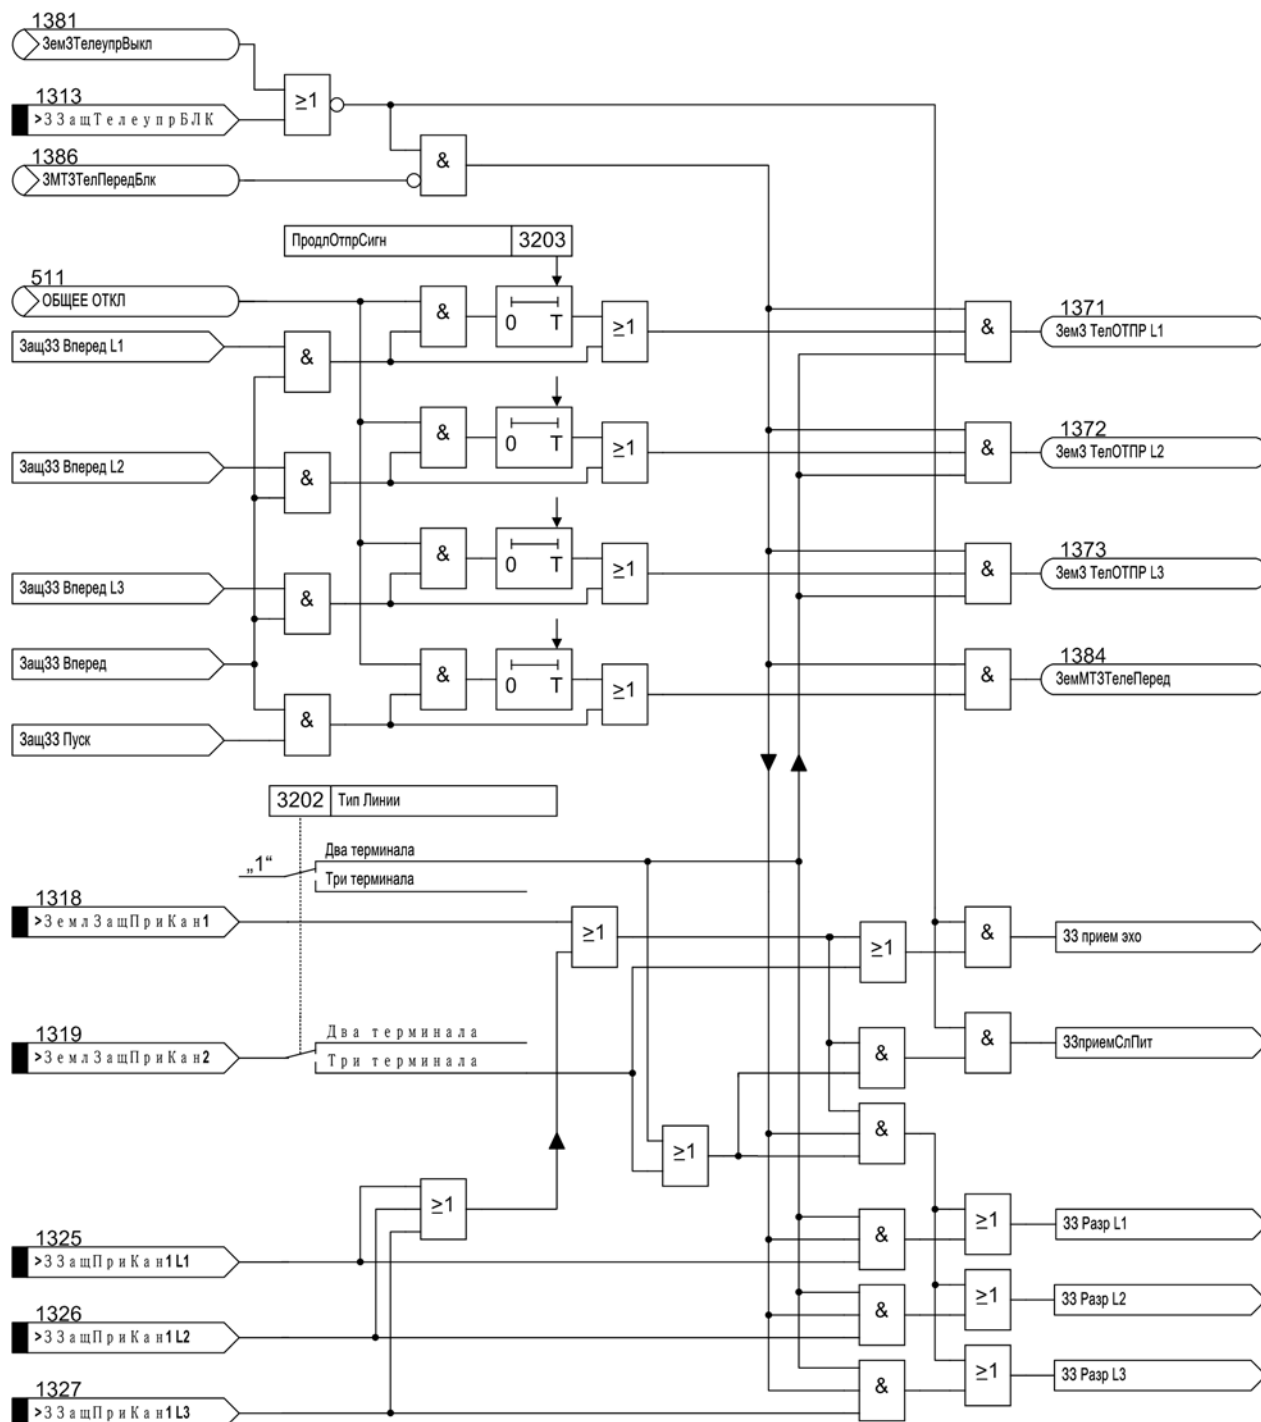 1381
ЗемЗТелеупрВыкл
1313
>ЗЗащТелеупрБЛК
≥1
1386
ЗМТЗТелПередБлк
&
ПродлОтпрСигн 3203
511
ОБЩЕЕ ОТКЛ
& 0 T ≥1
ЗащЗЗ Вперед L1
&
& 1371
ЗемЗ ТелОТПР L1
& 0 T ≥1
ЗащЗЗ Вперед L2
&
& 1372
ЗемЗ ТелОТПР L2
& 0 T ≥1
ЗащЗЗ Вперед L3
&
& 1373
ЗемЗ ТелОТПР L3
ЗащЗЗ Вперед
& 0 T ≥1
& 1384
ЗемМТЗТелеПеред
ЗащЗЗ Пуск
&
3202 Тип Линии
„1“
Два терминала
Три терминала
1318
>ЗемлЗащПриКан1
≥1
≥1
&
ЗЗ прием эхо
1319
>ЗемлЗащПриКан2
Два терминала
Три терминала
&
&
ЗЗприемСлПит
≥1
&
≥1
1325
>ЗЗащПриКан1L1
&
≥1
ЗЗ Разр L1
1326
>ЗЗащПриКан1L2
&
≥1
ЗЗ Разр L2
1327
>ЗЗащПриКан1L3
&
≥1
ЗЗ Разр L3